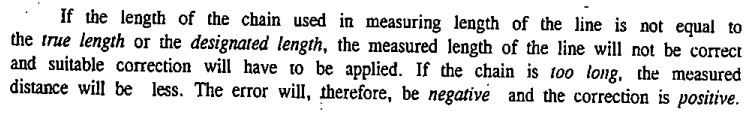 If the length of the chain used in measuring length of the line is not equal to
the true length or the designated length, the measured length of the line will not be correct
and suitable correction will have to be applied. If the chain is too long, the measured
distance will be less. The error will, therefore, be negative and the correction is positive.